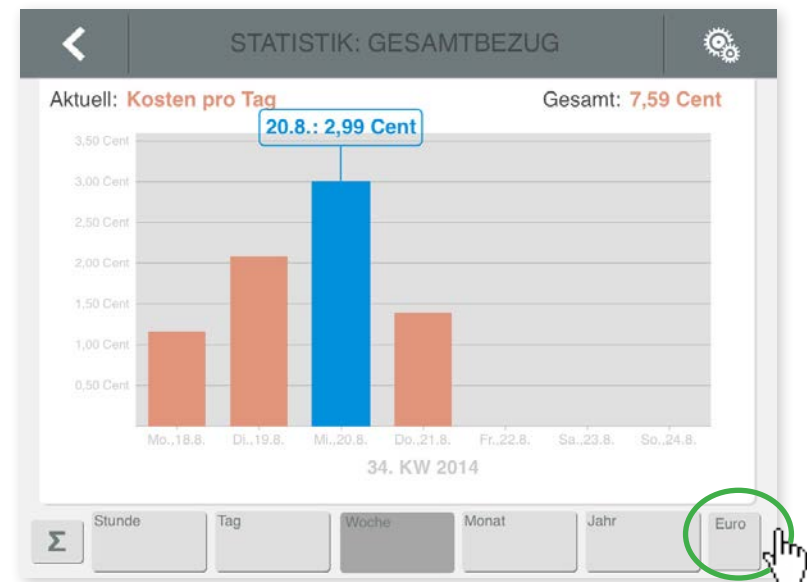 STATISTIK: GESAMTBEZUG
Aktuell: Kosten pro Tag Gesamt: 7,59 Cent
20.8.: 2,99 Cent
3,50 Cent
3,00 Cent
2,50 Cent
2,00 Cent
1,50 Cent
1,00 Cent
0,50 Cent
Mo.,18.8. Di.,19.8. Mi.,20.8. Do.,21.8. Fr.,22.8. Sa.,23.8. So.,24.8.
34. KW 2014
Σ Stunde Tag Woche Monat Jahr Euro